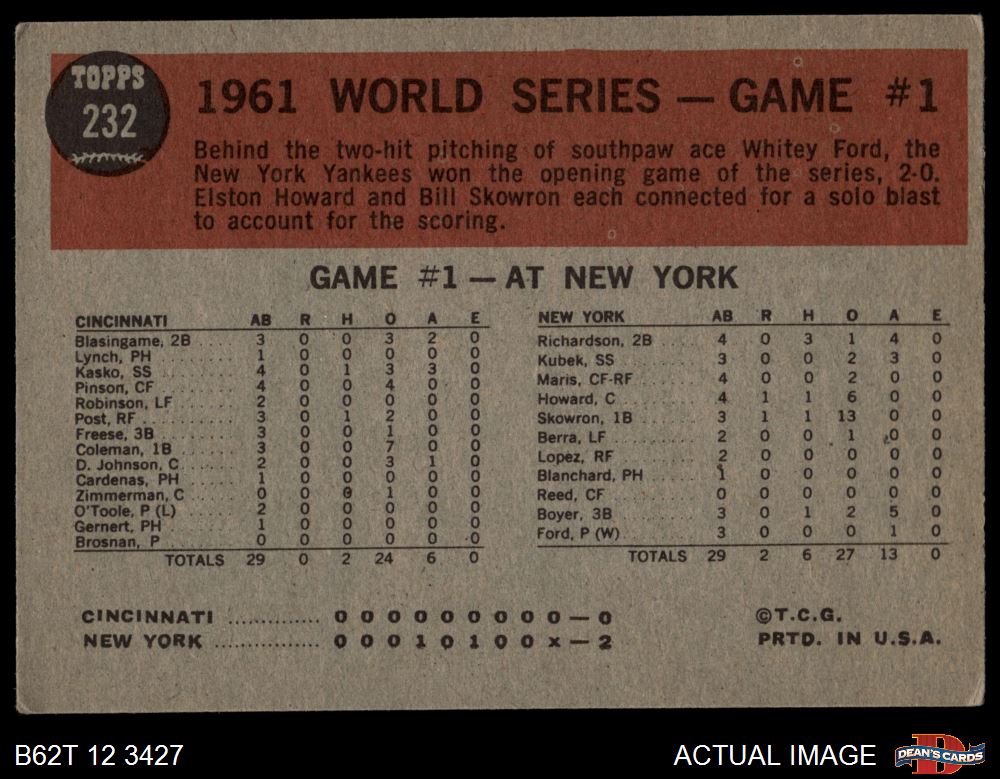 TOPPS
232
1961 WORLD SERIES — GAME #1
Behind the two-hit pitching of southpaw ace Whitey Ford, the
New York Yankees won the opening game of the series, 2-0.
Elston Howard and Bill Skowron each connected for a solo blast
to account for the scoring.
GAME #1 — AT NEW YORK
CINCINNATI AB R H O A E
Blasingame, 2B 3 0 0 3 2 0
Lynch, PH 1 0 0 0 0 0
Kasko, SS 4 0 1 3 3 0
Pinson, CF 4 0 0 4 0 0
Robinson, LF 2 0 0 0 0 0
Post, RF 3 0 1 2 0 0
Freese, 3B 3 0 0 1 0 0
Coleman, 1B 3 0 0 7 0 0
D. Johnson, C 2 0 0 3 1 0
Cardenas, PH 1 0 0 0 0 0
Zimmerman, C 0 0 0 1 0 0
O'Toole, P (L) 2 0 0 0 0 0
Gernert, PH 1 0 0 0 0 0
Brosnan, P 0 0 0 0 0 0
TOTALS 29 0 2 24 6 0
NEW YORK AB R H O A E
Richardson, 2B 4 0 3 1 4 0
Kubek, SS 3 0 0 2 3 0
Maris, CF-RF 4 0 0 2 0 0
Howard, C 4 1 1 6 0 0
Skowron, 1B 3 1 1 13 0 0
Berra, LF 2 0 0 1 0 0
Lopez, RF 2 0 0 0 0 0
Blanchard, PH 1 0 0 0 0 0
Reed, CF 0 0 0 0 0 0
Boyer, 3B 3 0 1 2 5 0
Ford, P (W) 3 0 0 0 1 0
TOTALS 29 2 6 27 13 0
CINCINNATI .............. 0 0 0 0 0 0 0 0 0 — 0
NEW YORK ................ 0 0 0 1 0 1 0 0 x — 2
©T.C.G.
PRTD. IN U.S.A.
B62T 12 3427
ACTUAL IMAGE
DEAN'S CARDS